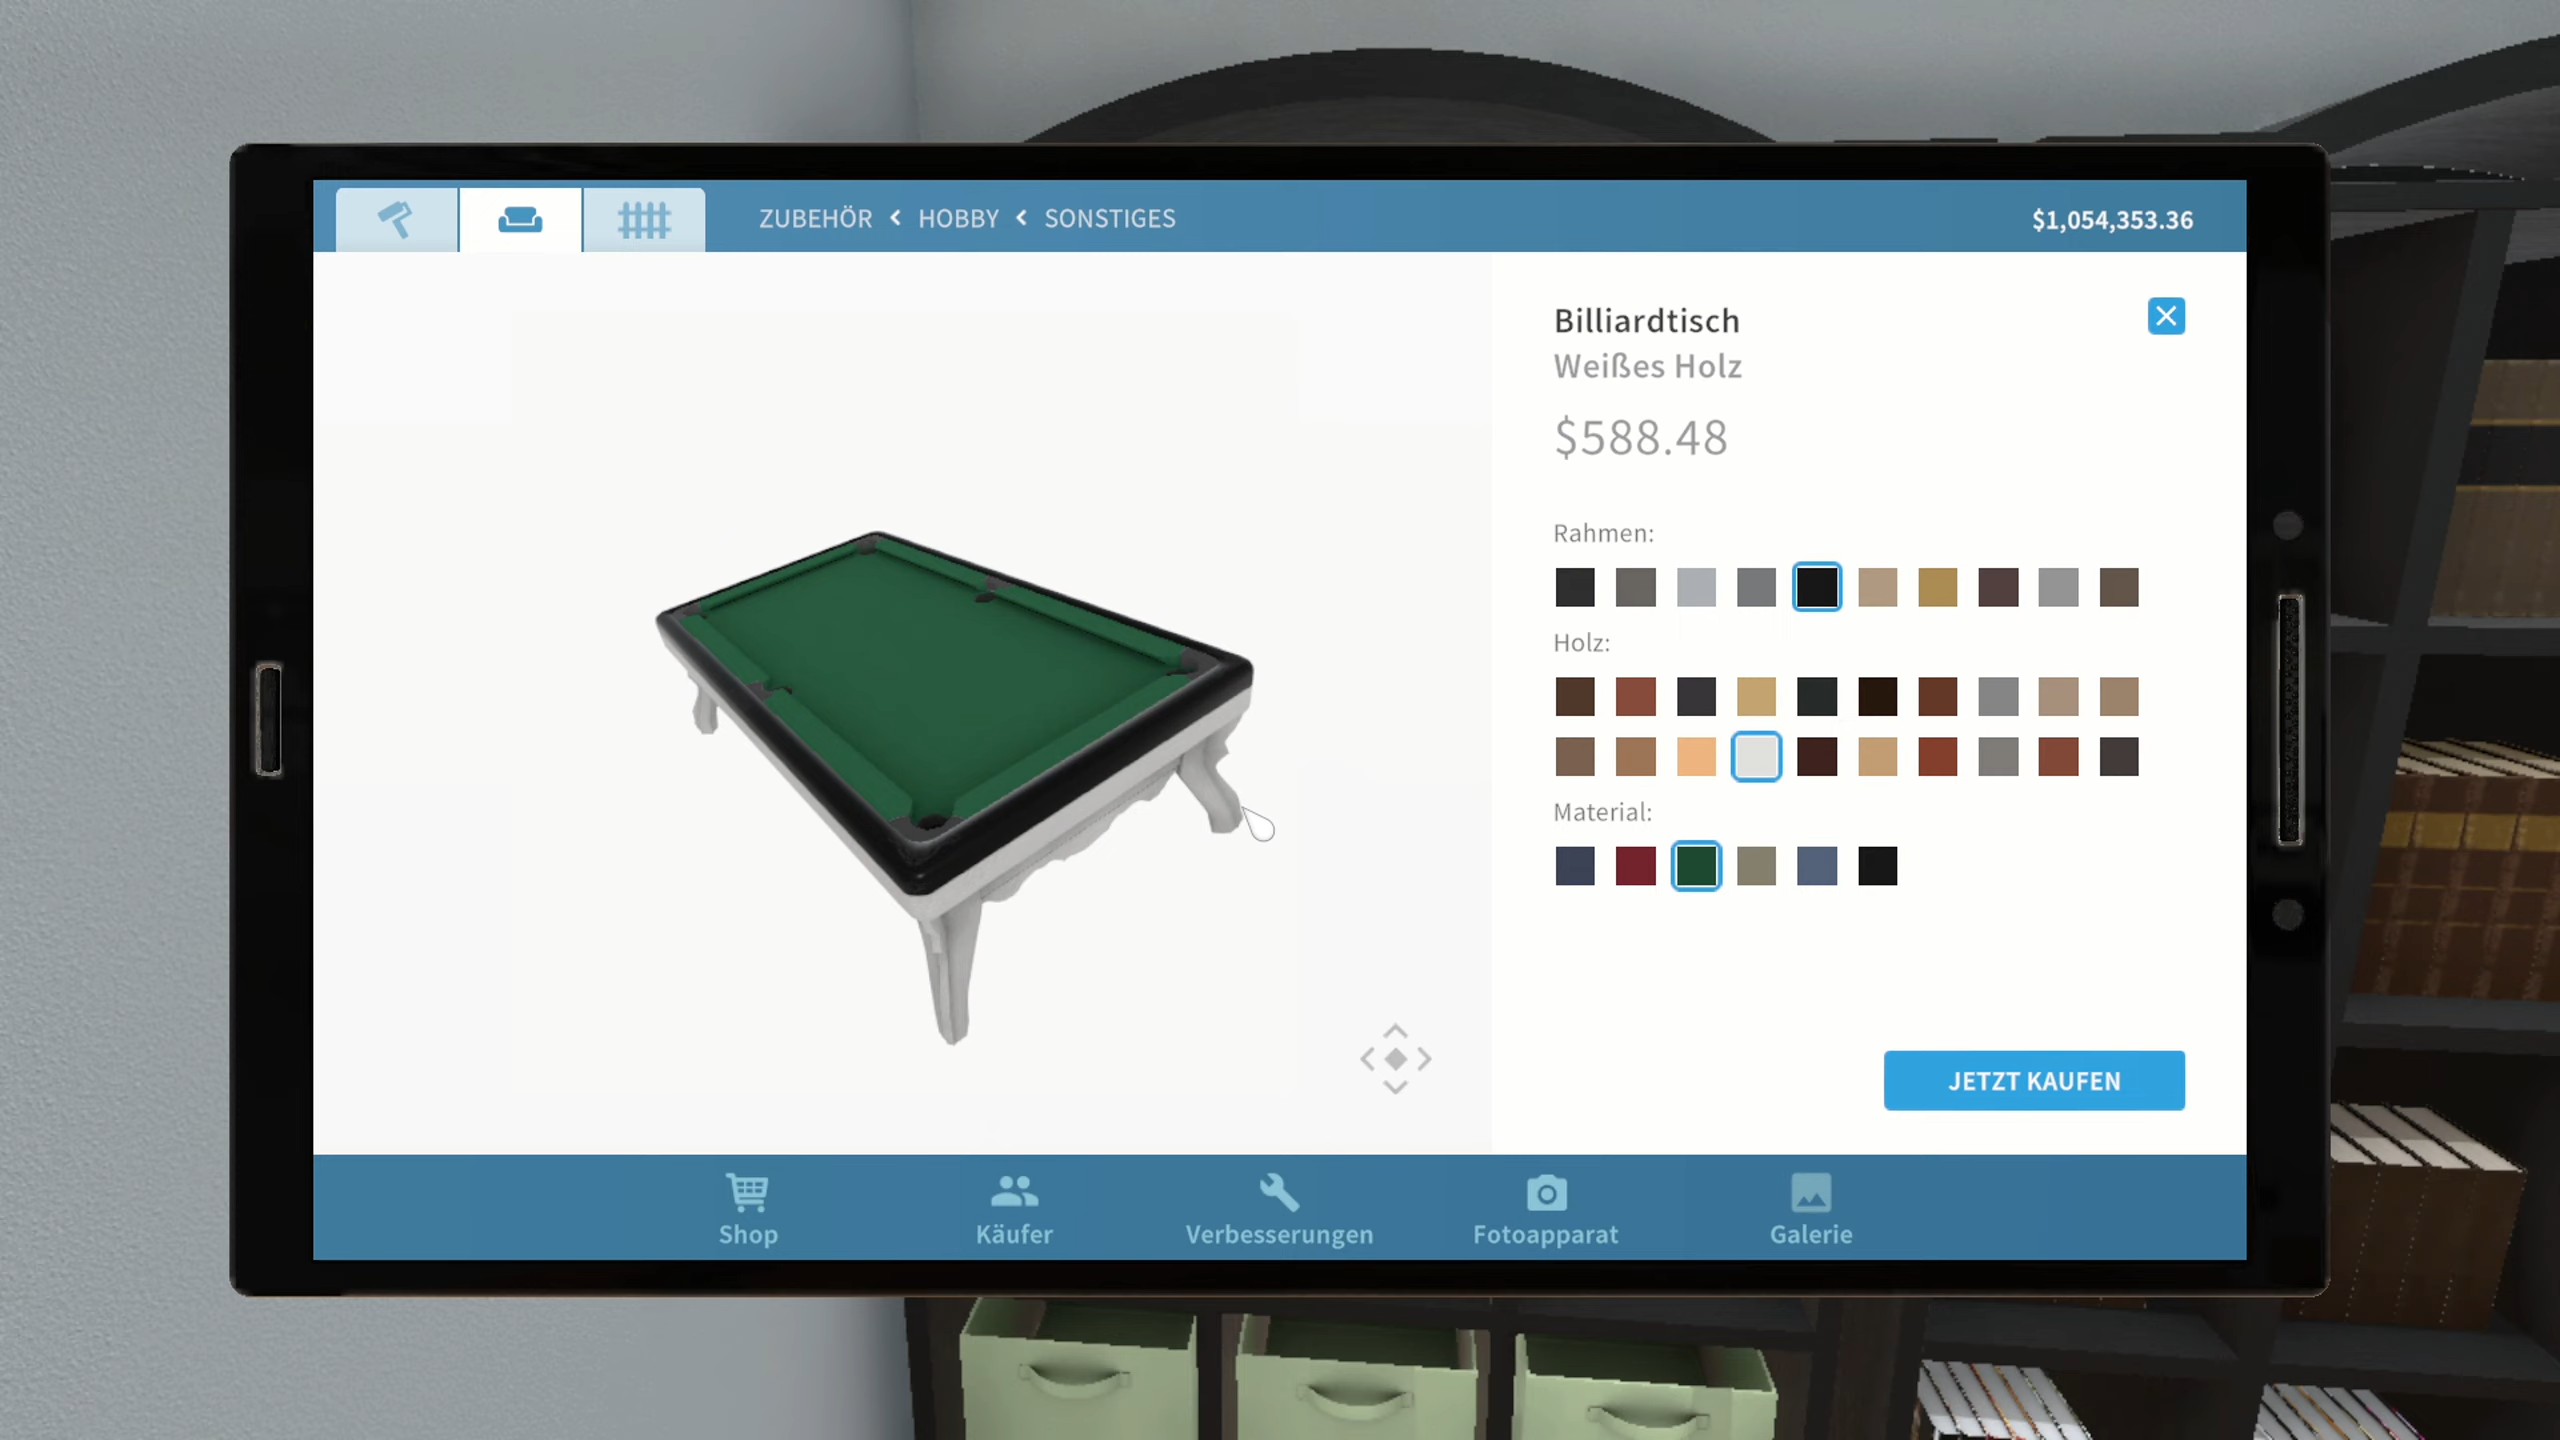 ZUBEHÖR < HOBBY < SONSTIGES
$1,054,353.36
Billiardtisch
Weißes Holz
$588.48
Rahmen:
Holz:
Material:
JETZT KAUFEN
Shop
Käufer
Verbesserungen
Fotoapparat
Galerie